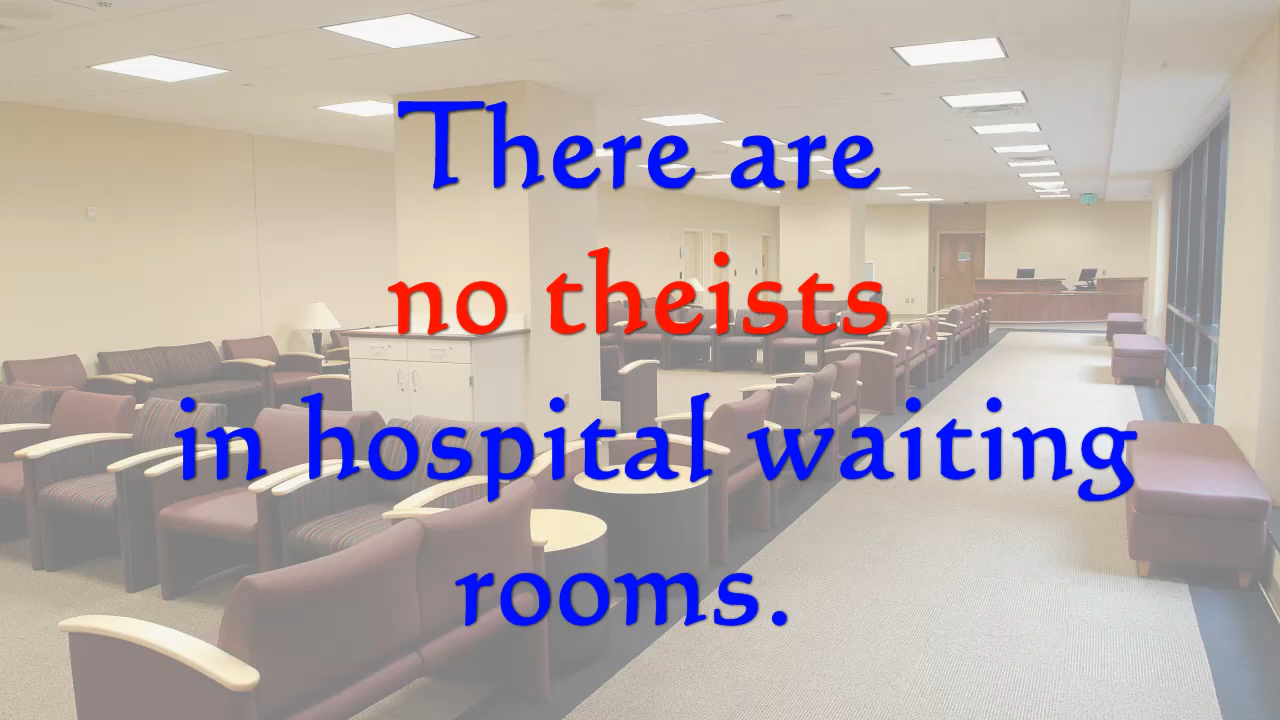 There are
no theists
in hospital waiting
rooms.